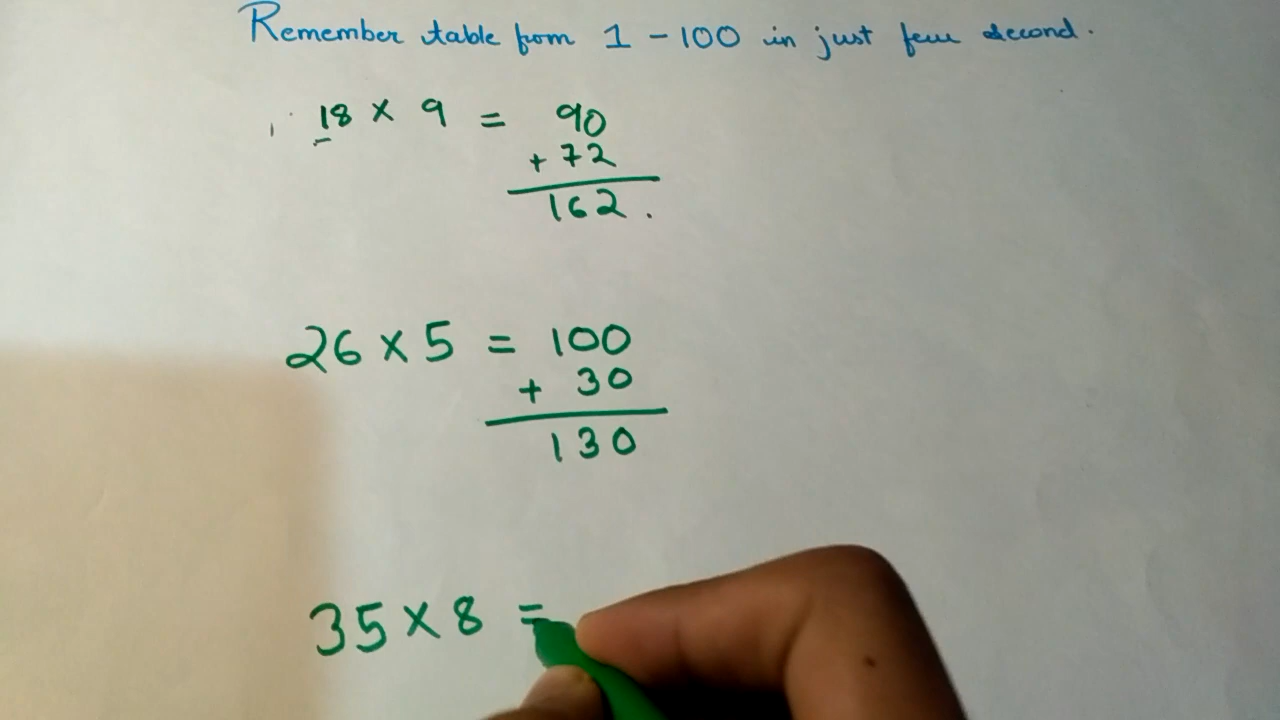 Remember table from 1 - 100 in just few second.
18 × 9 = 90
+ 72
162.
26 × 5 = 100
+ 30
130
35 × 8 =